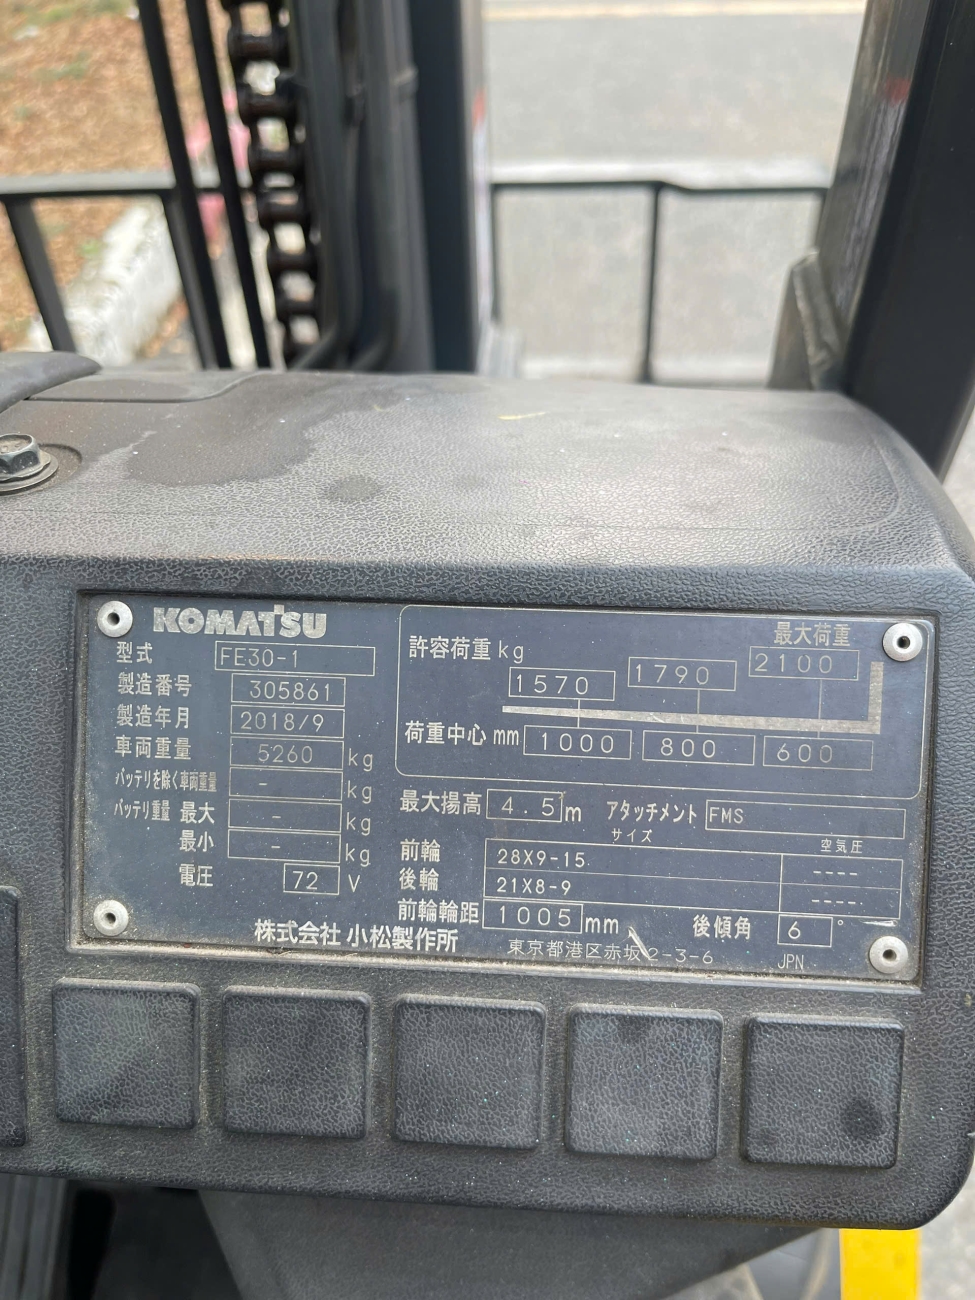 KOMATSU
型式 FE30-1
製造番号 305861
製造年月 2018/9
車両重量 5260 kg
バッテリを除く車両重量 - kg
バッテリ重量 最大 - kg
最小 - kg
電圧 72 V
許容荷重 kg 最大荷重
1570 1790 2100
荷重中心 mm 1000 800 600
最大揚高 4.5 m アタッチメント FMS
サイズ 空気圧
前輪 28X9-15 ----
後輪 21X8-9 ----
前輪輪距 1005 mm 後傾角 6 °
株式会社 小松製作所 東京都港区赤坂2-3-6 JPN